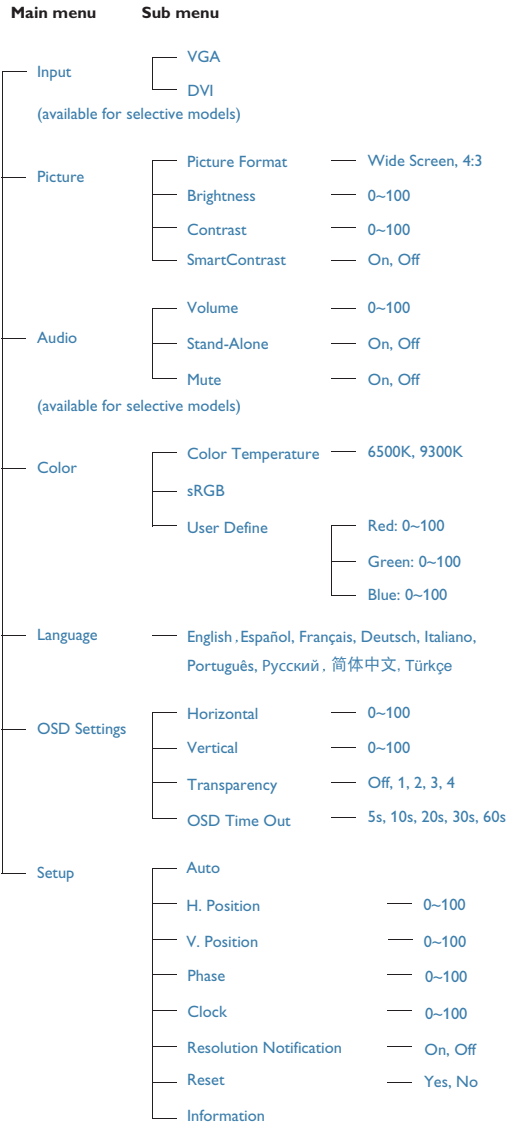 Main menu Sub menu
VGA
Input
DVI
(available for selective models)
Picture Format Wide Screen, 4:3
Picture
Brightness 0~100
Contrast 0~100
SmartContrast On, Off
Volume 0~100
Audio
Stand-Alone On, Off
Mute On, Off
(available for selective models)
Color Temperature 6500K, 9300K
Color
sRGB
User Define Red: 0~100
Green: 0~100
Blue: 0~100
Language English , Español, Français, Deutsch, Italiano,
Português, Русский , 简体中文, Türkçe
Horizontal 0~100
OSD Settings
Vertical 0~100
Transparency Off, 1, 2, 3, 4
OSD Time Out 5s, 10s, 20s, 30s, 60s
Auto
Setup
H. Position 0~100
V. Position 0~100
Phase 0~100
Clock 0~100
Resolution Notification On, Off
Reset Yes, No
Information